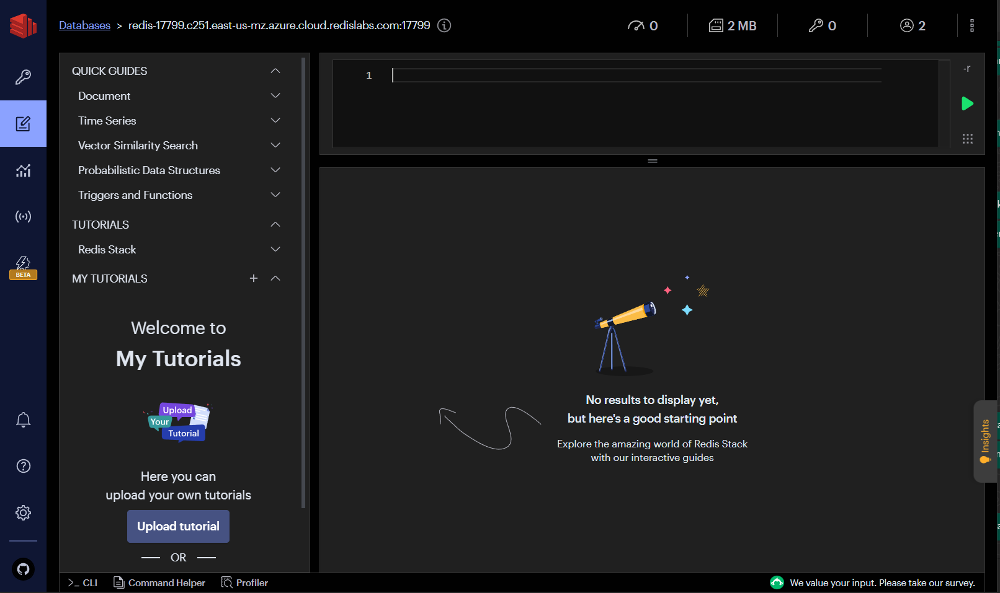 Databases > redis-17799.c251.east-us-mz.azure.cloud.redislabs.com:17799
0
2 MB
0
2
BETA
QUICK GUIDES
Document
Time Series
Vector Similarity Search
Probabilistic Data Structures
Triggers and Functions
TUTORIALS
Redis Stack
MY TUTORIALS +
Welcome to
My Tutorials
Upload
Your
Tutorial
Here you can
upload your own tutorials
Upload tutorial
OR
1
-r
No results to display yet,
but here's a good starting point
Explore the amazing world of Redis Stack
with our interactive guides
Insights
>_ CLI
Command Helper
Profiler
We value your input. Please take our survey.